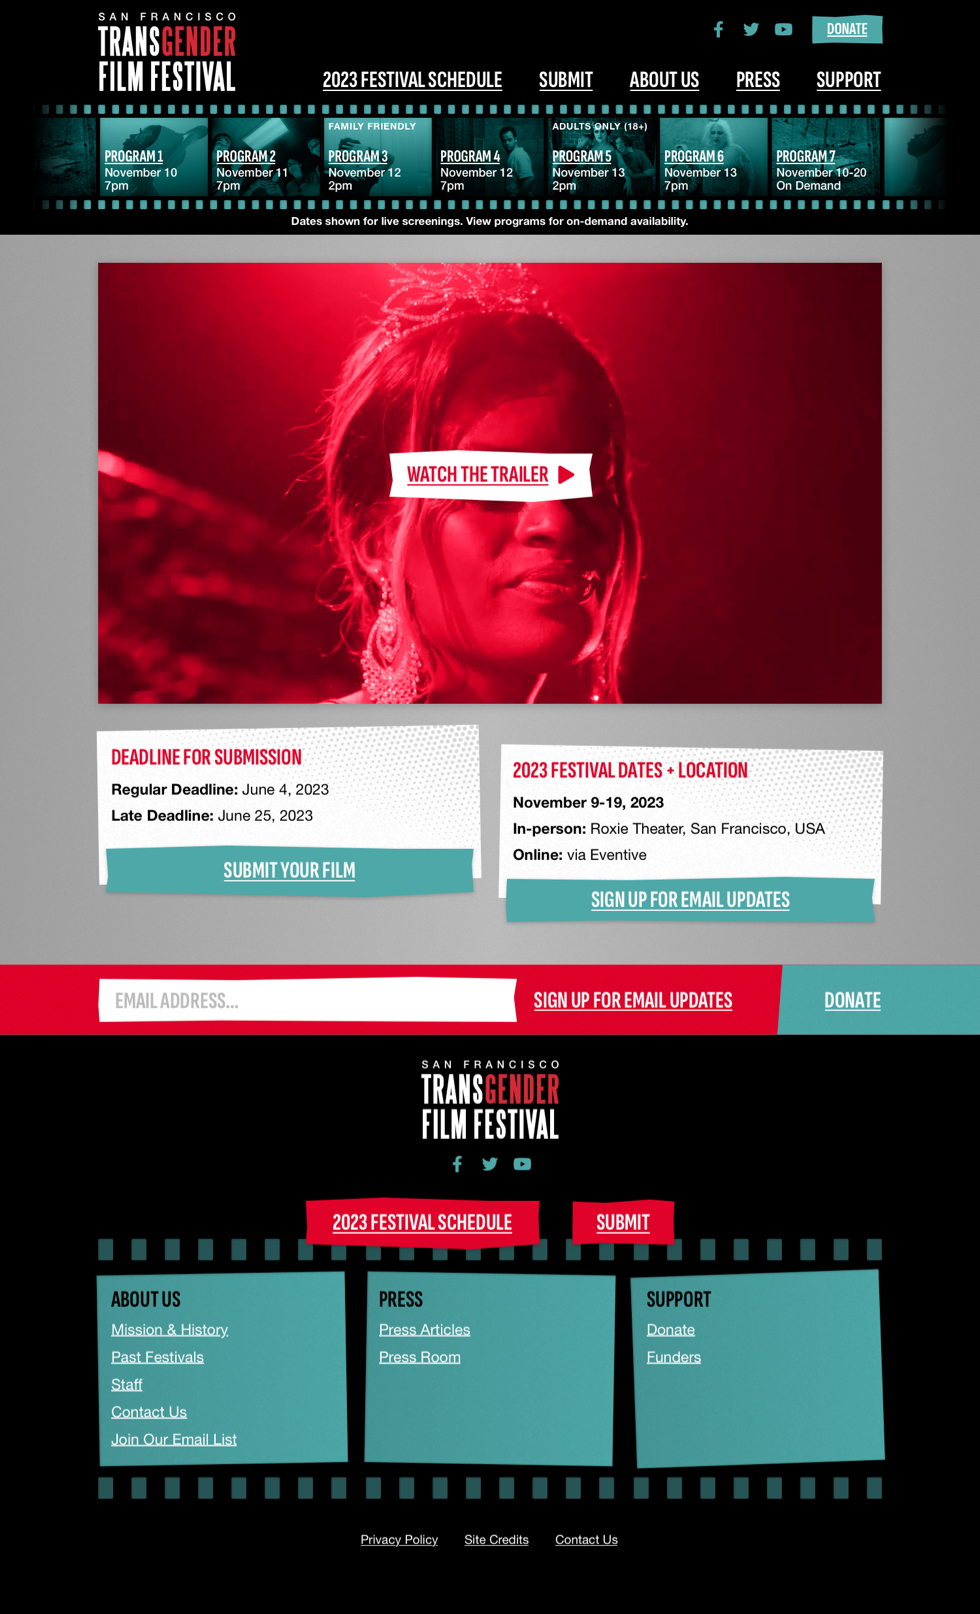 SAN FRANCISCO
TRANSGENDER
FILM FESTIVAL
DONATE
2023 FESTIVAL SCHEDULE
SUBMIT
ABOUT US
PRESS
SUPPORT
PROGRAM 1
November 10
7pm
PROGRAM 2
November 11
7pm
FAMILY FRIENDLY
PROGRAM 3
November 12
2pm
PROGRAM 4
November 12
7pm
ADULTS ONLY (18+)
PROGRAM 5
November 13
2pm
PROGRAM 6
November 13
7pm
PROGRAM 7
November 10-20
On Demand
Dates shown for live screenings. View programs for on-demand availability.
WATCH THE TRAILER
DEADLINE FOR SUBMISSION
Regular Deadline: June 4, 2023
Late Deadline: June 25, 2023
SUBMIT YOUR FILM
2023 FESTIVAL DATES + LOCATION
November 9-19, 2023
In-person: Roxie Theater, San Francisco, USA
Online: via Eventive
SIGN UP FOR EMAIL UPDATES
EMAIL ADDRESS...
SIGN UP FOR EMAIL UPDATES
DONATE
SAN FRANCISCO
TRANSGENDER
FILM FESTIVAL
2023 FESTIVAL SCHEDULE
SUBMIT
ABOUT US
Mission & History
Past Festivals
Staff
Contact Us
Join Our Email List
PRESS
Press Articles
Press Room
SUPPORT
Donate
Funders
Privacy Policy
Site Credits
Contact Us